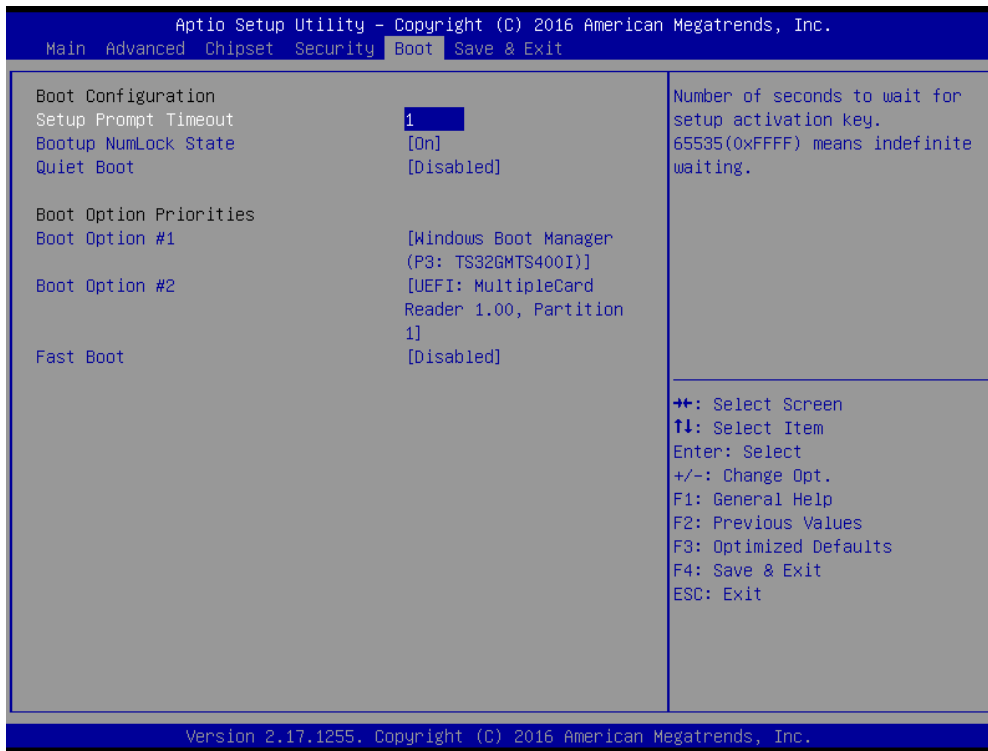 Aptio Setup Utility – Copyright (C) 2016 American Megatrends, Inc.
Main Advanced Chipset Security Boot Save & Exit
Boot Configuration
Setup Prompt Timeout 1
Bootup NumLock State [On]
Quiet Boot [Disabled]
Boot Option Priorities
Boot Option #1 [Windows Boot Manager
(P3: TS32GMTS400I)]
Boot Option #2 [UEFI: MultipleCard
Reader 1.00, Partition
1]
Fast Boot [Disabled]
Number of seconds to wait for
setup activation key.
65535(0xFFFF) means indefinite
waiting.
→←: Select Screen
↑↓: Select Item
Enter: Select
+/-: Change Opt.
F1: General Help
F2: Previous Values
F3: Optimized Defaults
F4: Save & Exit
ESC: Exit
Version 2.17.1255. Copyright (C) 2016 American Megatrends, Inc.